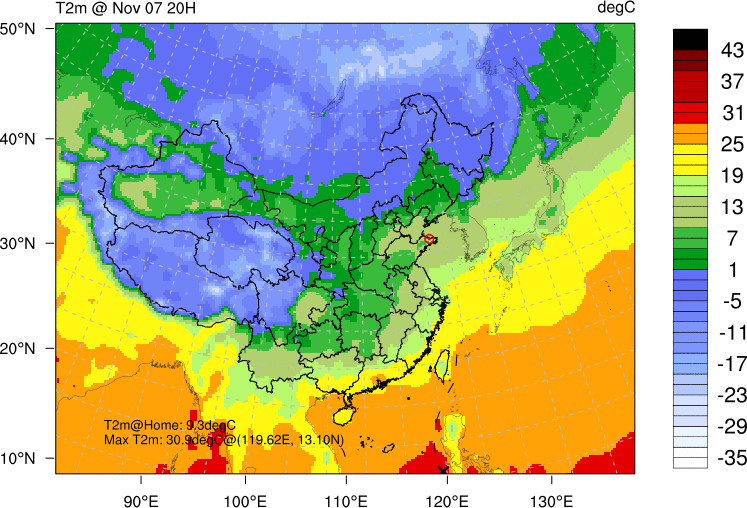 T2m @ Nov 07 20H
degC
50°N
40°N
30°N
20°N
10°N
90°E
100°E
110°E
120°E
130°E
T2m@Home: 9.3degC
Max T2m: 30.9degC@(119.62E, 13.10N)
43
37
31
25
19
13
7
1
-5
-11
-17
-23
-29
-35